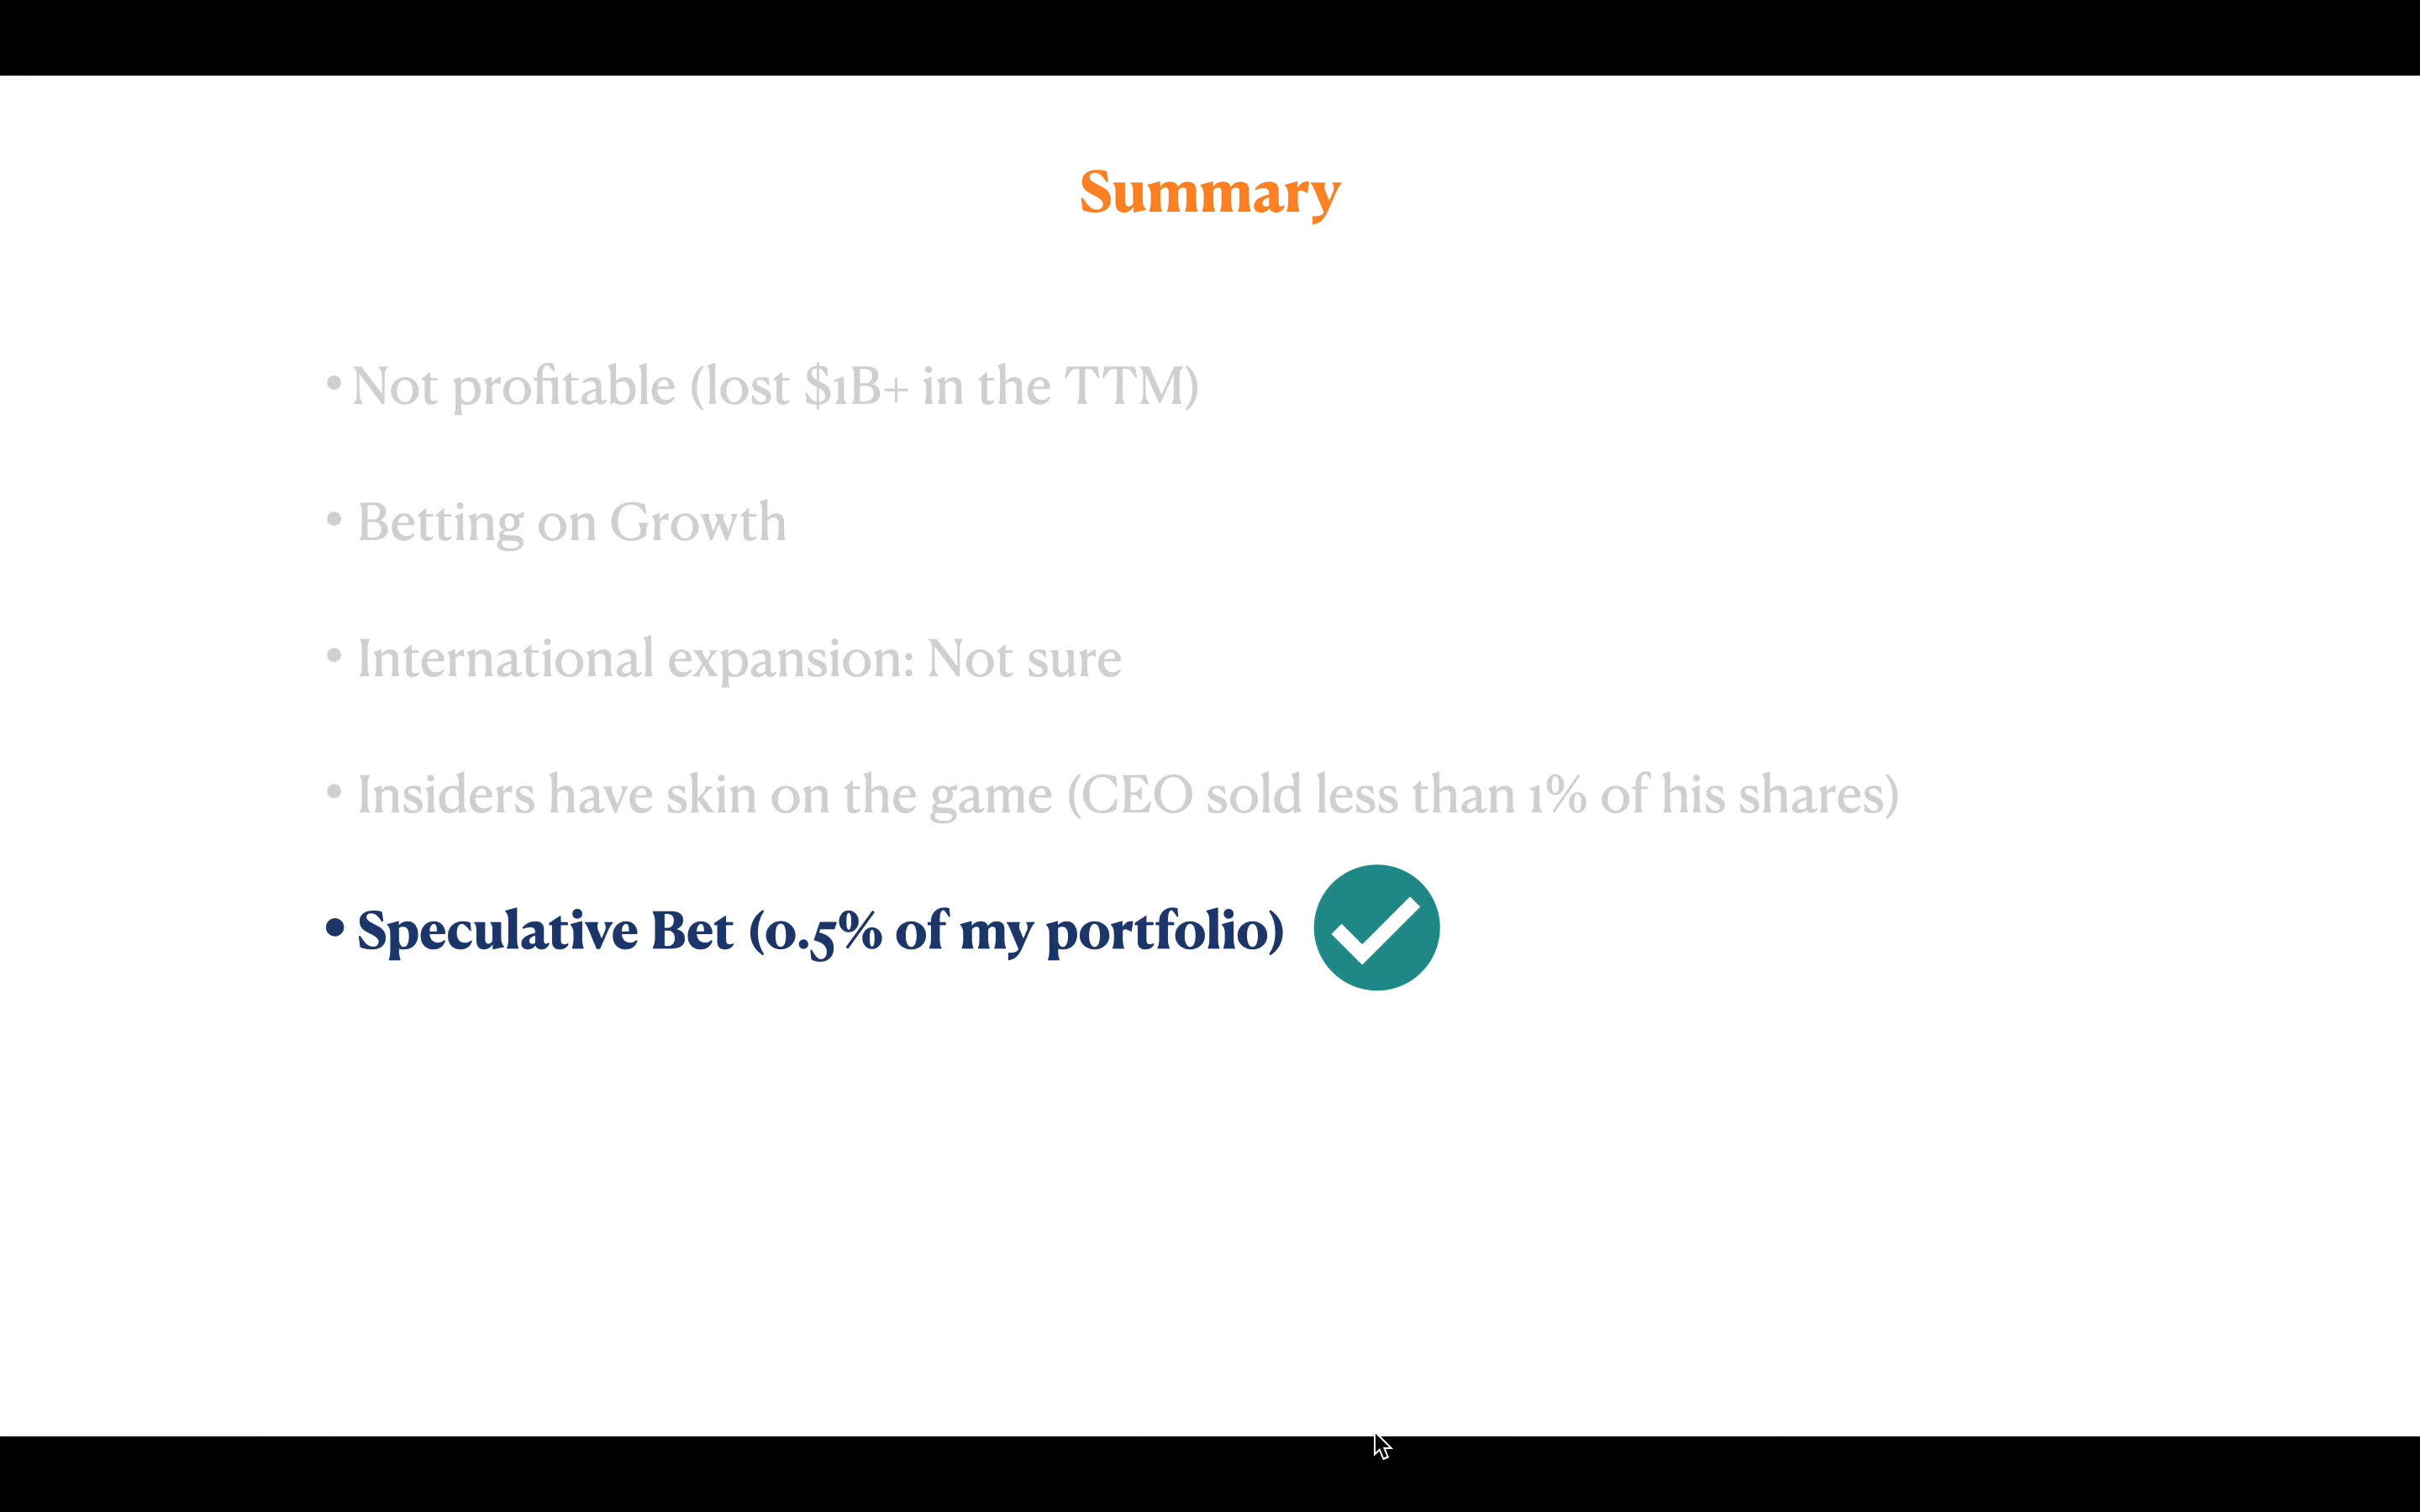 Summary
• Not profitable (lost $1B+ in the TTM)
• Betting on Growth
• International expansion: Not sure
• Insiders have skin on the game (CEO sold less than 1% of his shares)
• Speculative Bet (0.5% of my portfolio)